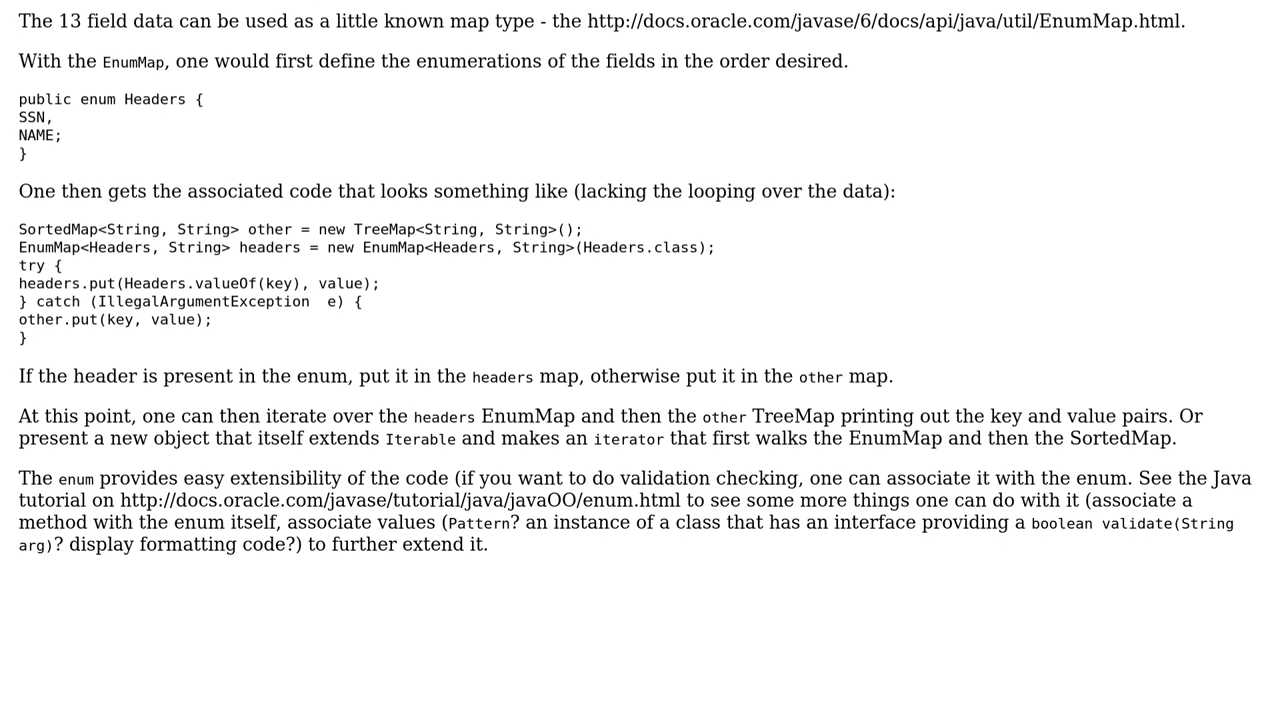 The 13 field data can be used as a little known map type - the http://docs.oracle.com/javase/6/docs/api/java/util/EnumMap.html.
With the EnumMap, one would first define the enumerations of the fields in the order desired.
public enum Headers {
SSN,
NAME;
}
One then gets the associated code that looks something like (lacking the looping over the data):
SortedMap<String, String> other = new TreeMap<String, String>();
EnumMap<Headers, String> headers = new EnumMap<Headers, String>(Headers.class);
try {
headers.put(Headers.valueOf(key), value);
} catch (IllegalArgumentException  e) {
other.put(key, value);
}
If the header is present in the enum, put it in the headers map, otherwise put it in the other map.
At this point, one can then iterate over the headers EnumMap and then the other TreeMap printing out the key and value pairs. Or
present a new object that itself extends Iterable and makes an iterator that first walks the EnumMap and then the SortedMap.
The enum provides easy extensibility of the code (if you want to do validation checking, one can associate it with the enum. See the Java
tutorial on http://docs.oracle.com/javase/tutorial/java/javaOO/enum.html to see some more things one can do with it (associate a
method with the enum itself, associate values (Pattern? an instance of a class that has an interface providing a boolean validate(String
arg)? display formatting code?) to further extend it.